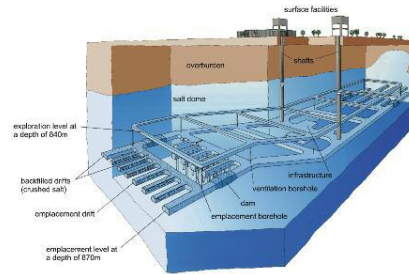 surface facilities
shafts
overburden
salt dome
exploration level at
a depth of 840m
backfilled drifts
(crushed salt)
emplacement drift
emplacement level at
a depth of 870m
infrastructure
ventilation borehole
dam
emplacement borehole